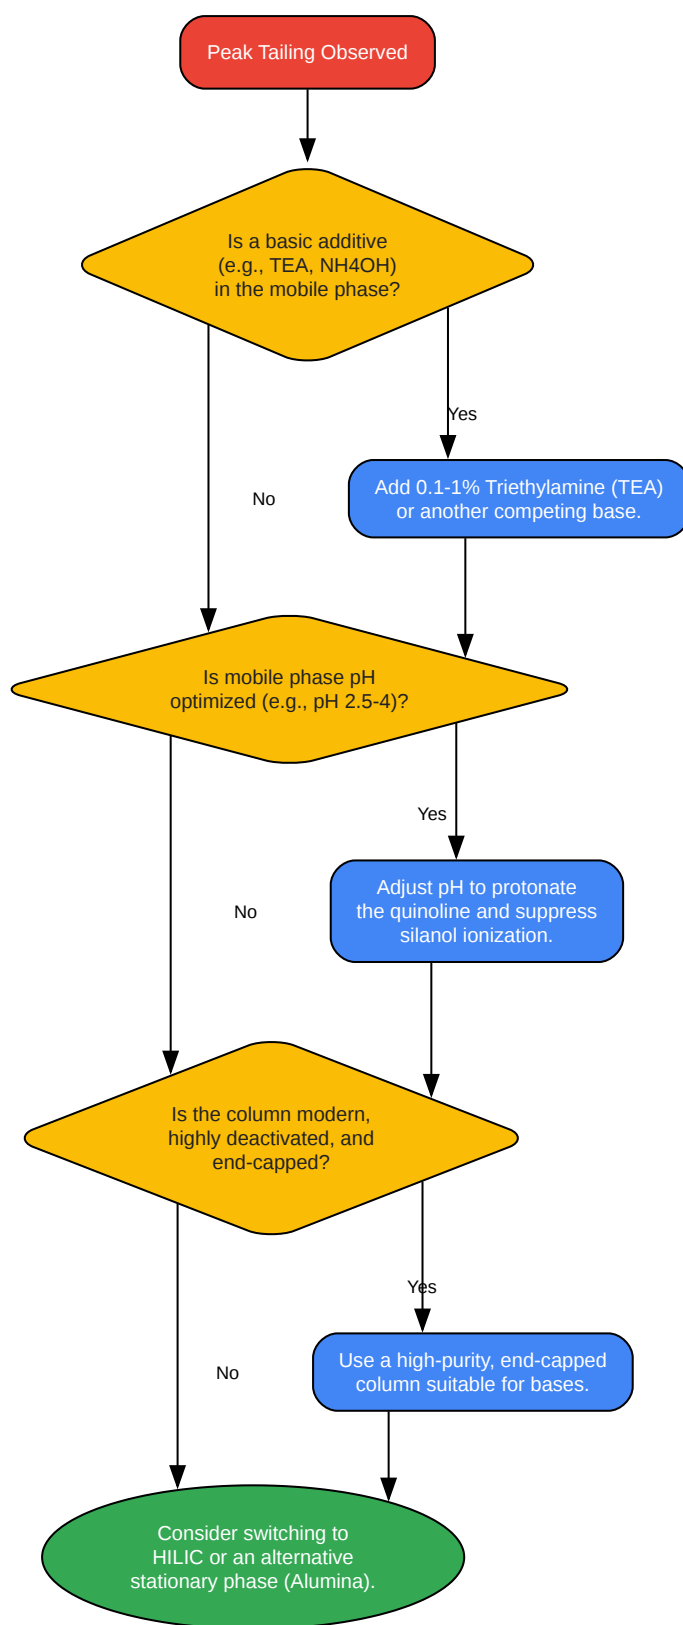 Peak Tailing Observed
Is a basic additive
(e.g., TEA, NH4OH)
in the mobile phase?
Yes
Add 0.1-1% Triethylamine (TEA)
or another competing base.
No
Is mobile phase pH
optimized (e.g., pH 2.5-4)?
Yes
Adjust pH to protonate
the quinoline and suppress
silanol ionization.
No
Is the column modern,
highly deactivated, and
end-capped?
Yes
Use a high-purity, end-capped
column suitable for bases.
No
Consider switching to
HILIC or an alternative
stationary phase (Alumina).